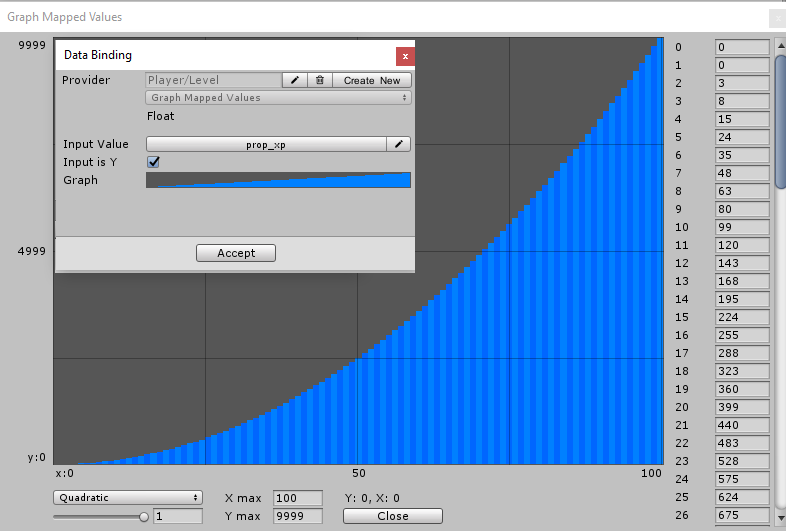 Graph Mapped Values
x
9999
Data Binding
x
Provider
Player/Level
Create New
Graph Mapped Values
Float
Input Value
prop_xp
Input is Y
Graph
Accept
4999
y:0
x:0
50
100
0 0
1 0
2 3
3 8
4 15
5 24
6 35
7 48
8 63
9 80
10 99
11 120
12 143
13 168
14 195
15 224
16 255
17 288
18 323
19 360
20 399
21 440
22 483
23 528
24 575
25 624
26 675
Quadratic
X max 100
Y: 0, X: 0
1
Y max 9999
Close